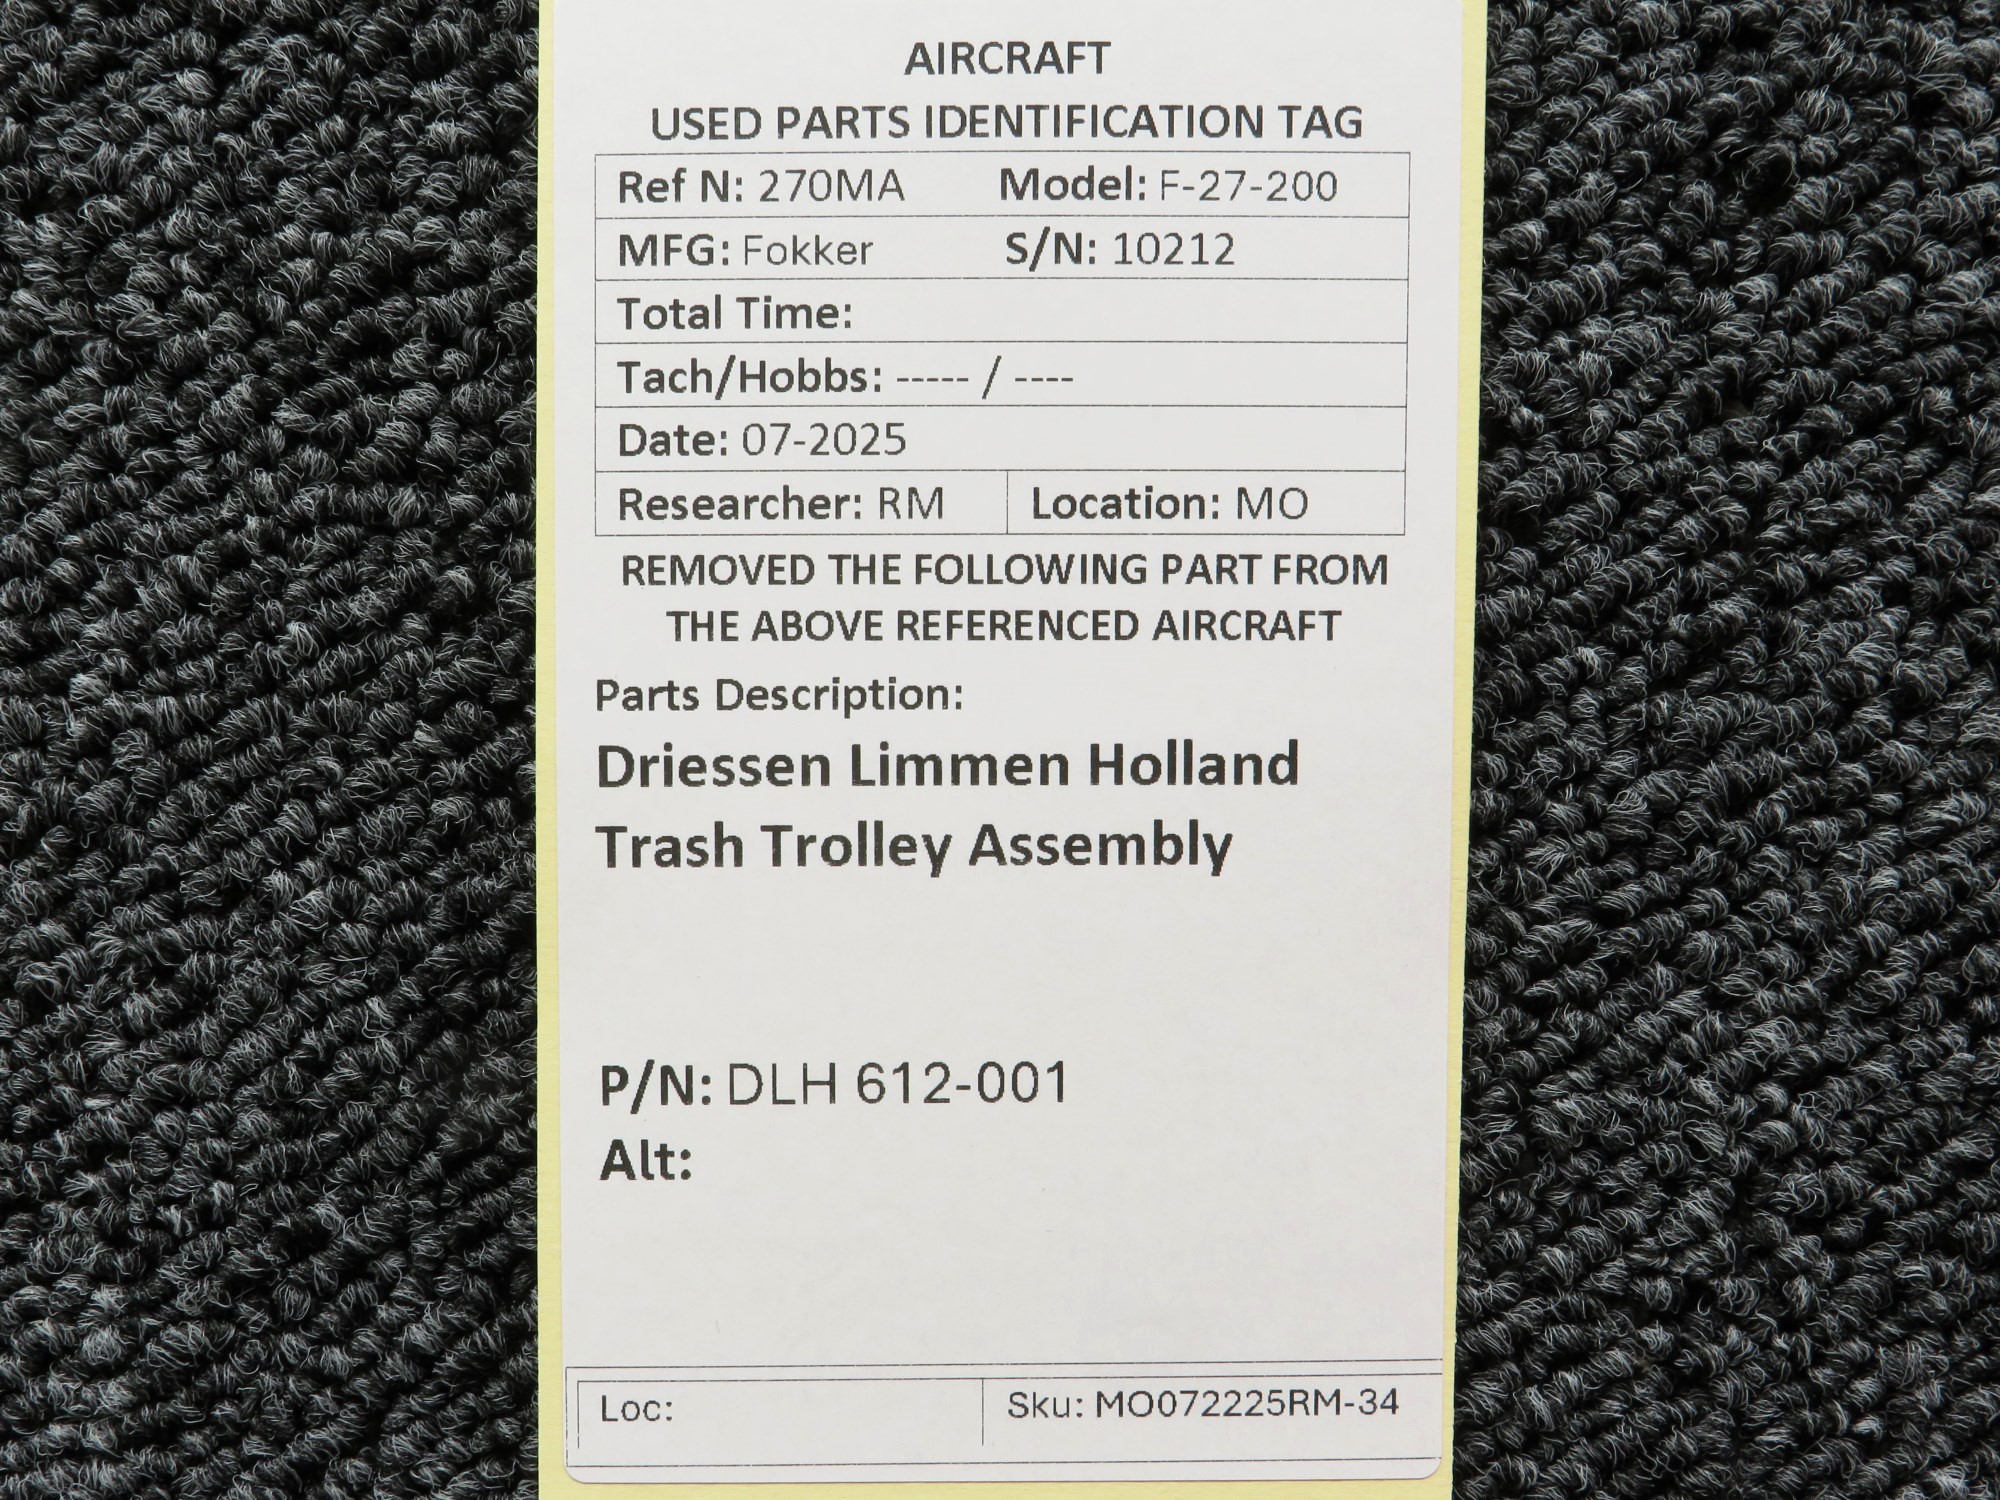 AIRCRAFT
USED PARTS IDENTIFICATION TAG
Ref N: 270MA Model: F-27-200
MFG: Fokker S/N: 10212
Total Time:
Tach/Hobbs: ----- / ----
Date: 07-2025
Researcher: RM Location: MO
REMOVED THE FOLLOWING PART FROM
THE ABOVE REFERENCED AIRCRAFT
Parts Description:
Driessen Limmen Holland
Trash Trolley Assembly
P/N: DLH 612-001
Alt:
Loc: Sku: MO072225RM-34